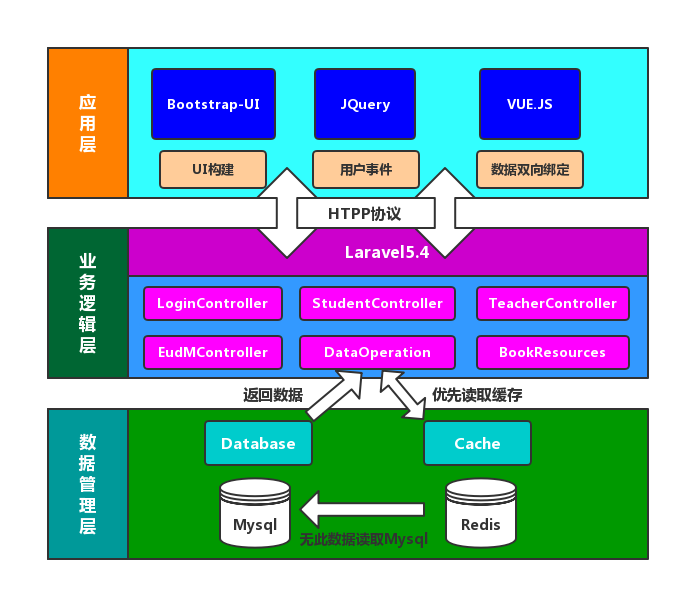 应用层
Bootstrap-UI
JQuery
VUE.JS
UI构建
用户事件
数据双向绑定
HTPP协议
业务逻辑层
Laravel5.4
LoginController
StudentController
TeacherController
EudMController
DataOperation
BookResources
返回数据
优先读取缓存
数据管理层
Database
Cache
Mysql
Redis
无此数据读取Mysql